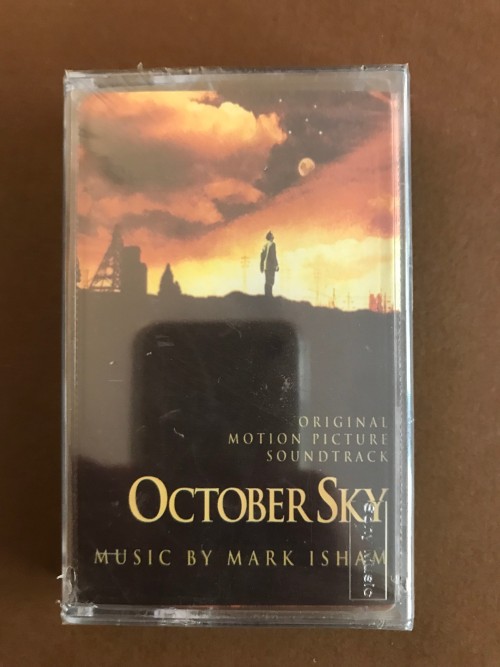 ORIGINAL
MOTION PICTURE
SOUNDTRACK
OCTOBER SKY
MUSIC BY MARK ISHAM